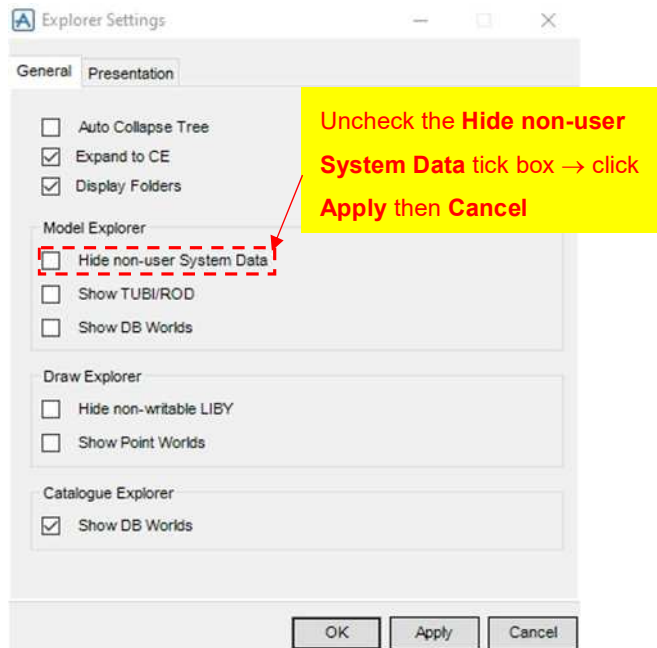 Explorer Settings
General Presentation
Auto Collapse Tree
Expand to CE
Display Folders
Uncheck the Hide non-user
System Data tick box → click
Apply then Cancel
Model Explorer
Hide non-user System Data
Show TUBI/ROD
Show DB Worlds
Draw Explorer
Hide non-writable LIBY
Show Point Worlds
Catalogue Explorer
Show DB Worlds
OK Apply Cancel